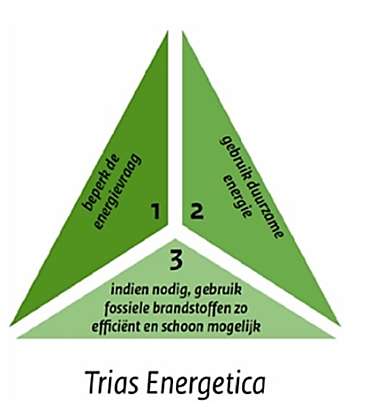 beperk de
energievraag
1
2
gebruik duurzame
energie
3
indien nodig, gebruik
fossiele brandstoffen zo
efficiënt en schoon mogelijk
Trias Energetica